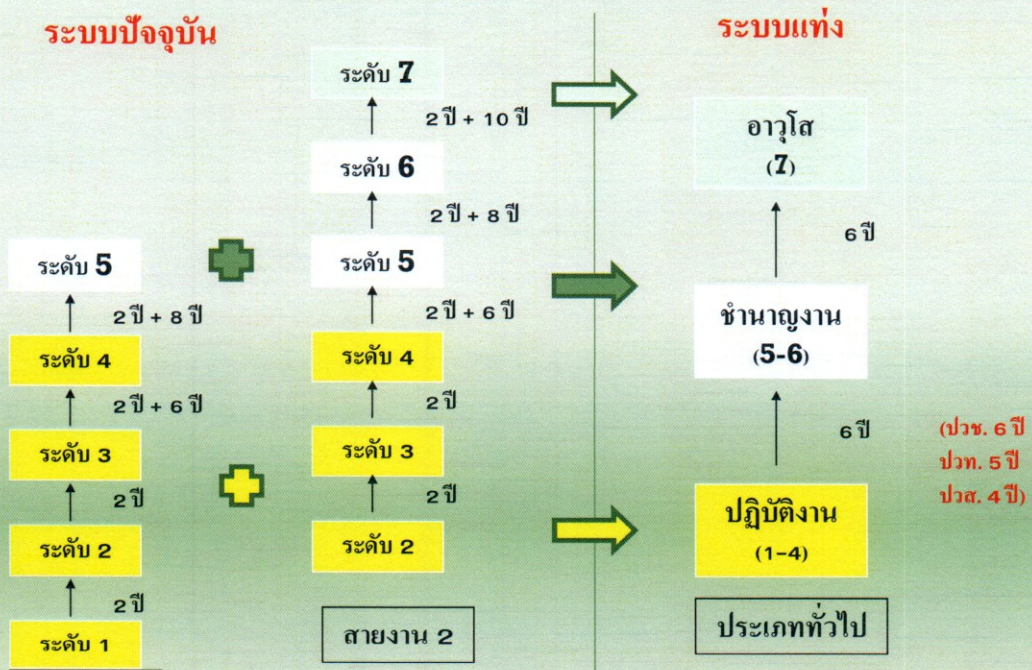 ระบบปัจจุบัน
ระดับ 5
2 ปี + 8 ปี
ระดับ 4
2 ปี + 6 ปี
ระดับ 3
2 ปี
ระดับ 2
2 ปี
ระดับ 1
ระดับ 7
2 ปี + 10 ปี
ระดับ 6
2 ปี + 8 ปี
ระดับ 5
2 ปี + 6 ปี
ระดับ 4
2 ปี
ระดับ 3
2 ปี
ระดับ 2
สายงาน 2
ระบบแท่ง
อาวุโส
(7)
6 ปี
ชำนาญงาน
(5-6)
6 ปี
(ปวช. 6 ปี
ปวท. 5 ปี
ปวส. 4 ปี)
ปฏิบัติงาน
(1-4)
ประเภททั่วไป